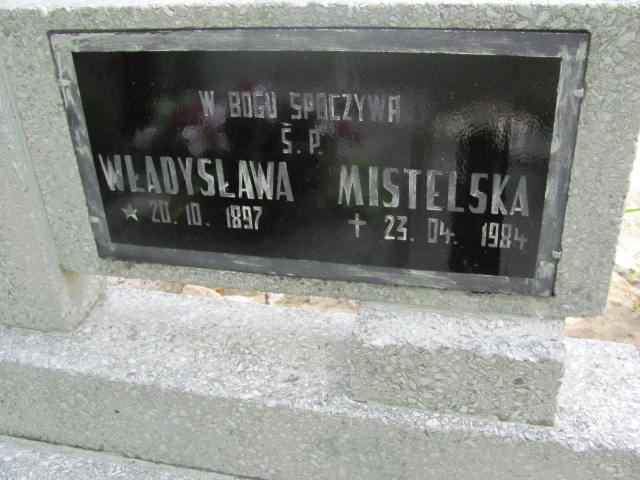 W BOGU SPOCZYWA
Ś. P.
WŁADYSŁAWA MISTELSKA
★ 20. 10. 1897 + 23. 04. 1984